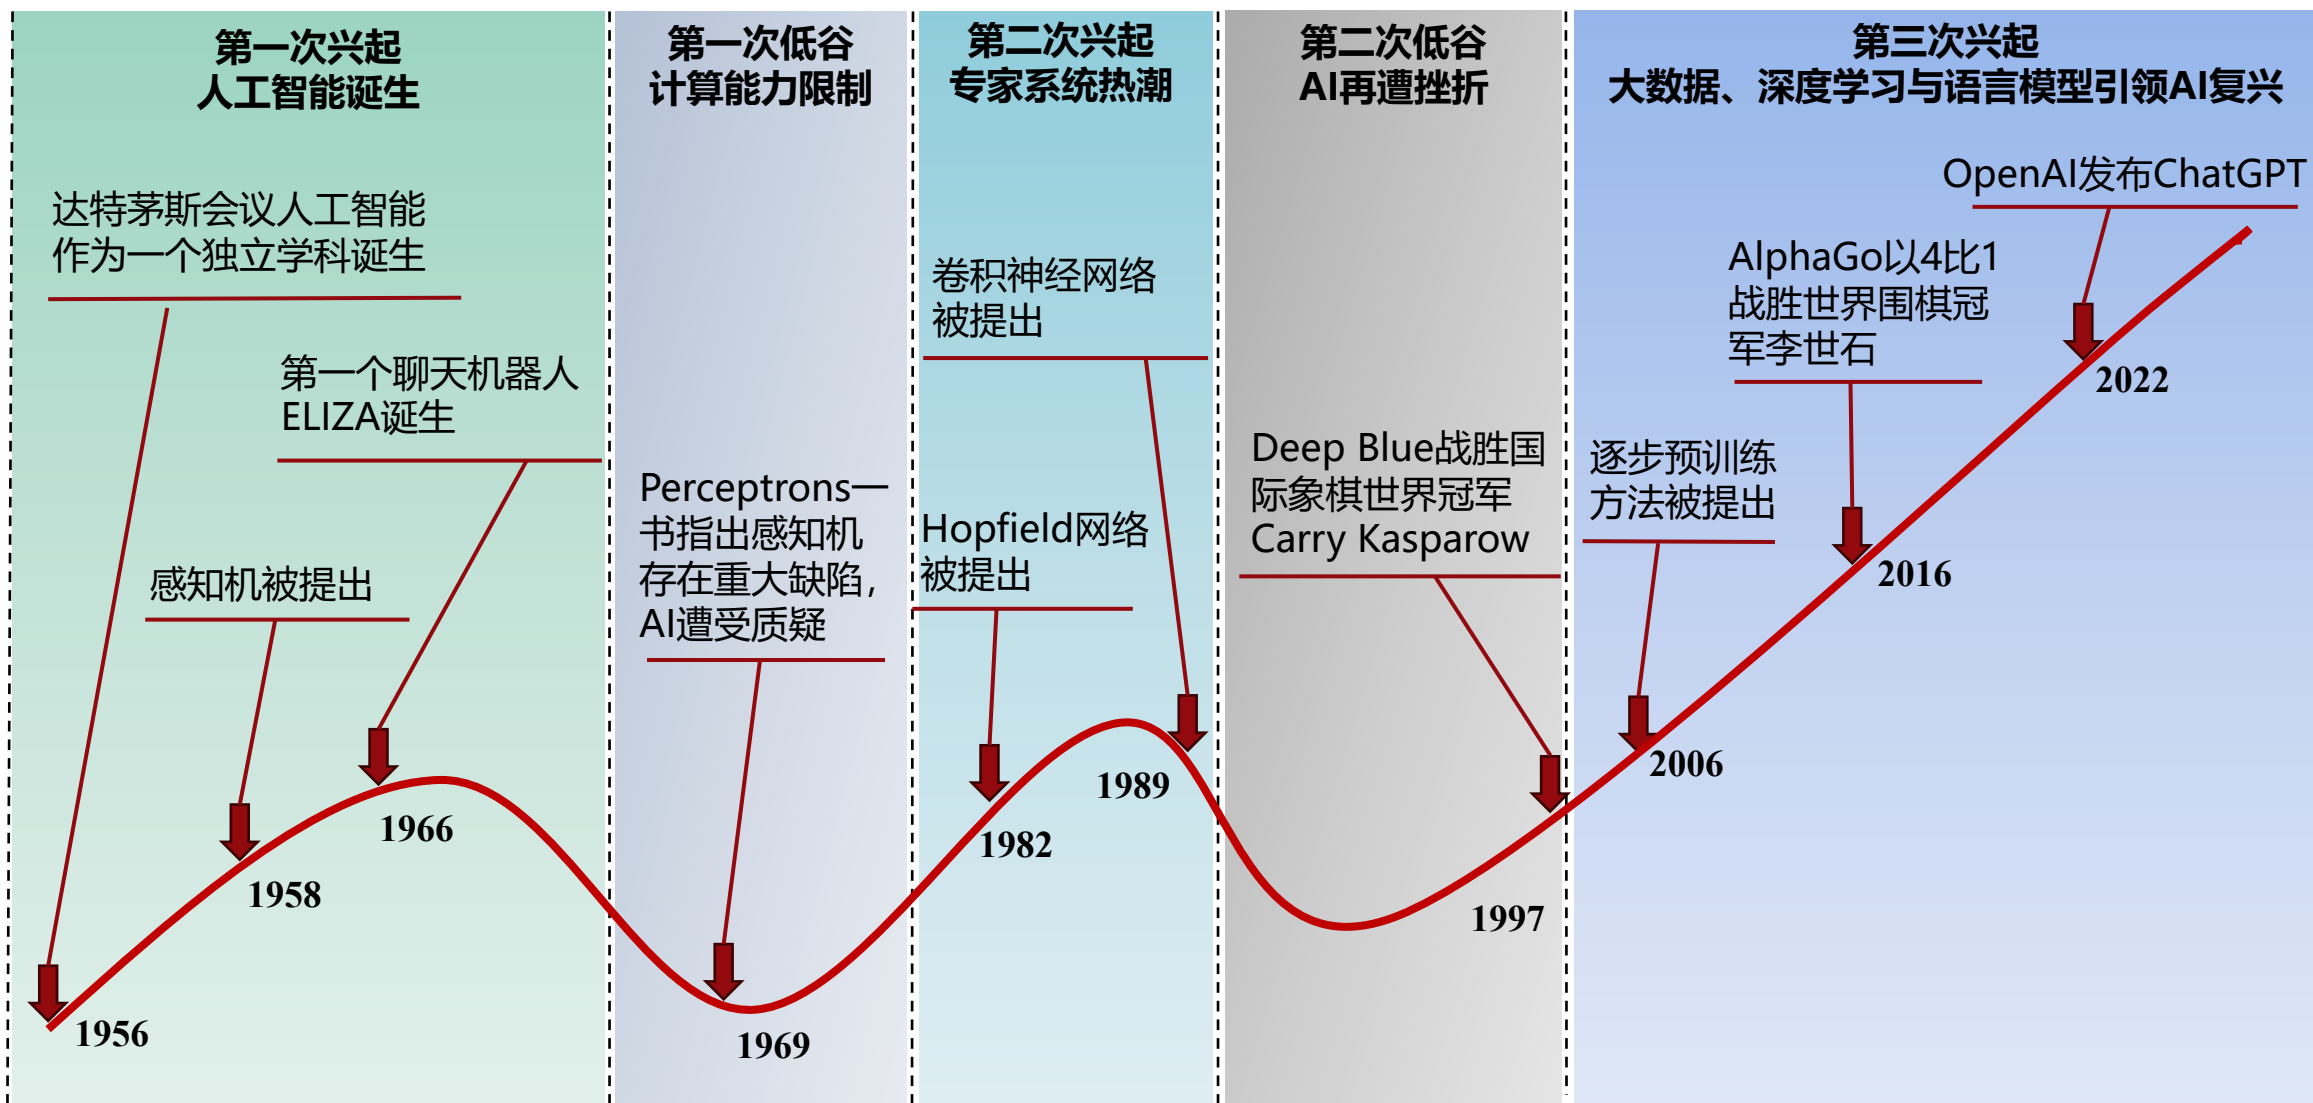 第一次兴起
人工智能诞生
达特茅斯会议人工智能
作为一个独立学科诞生
第一个聊天机器人
ELIZA诞生
感知机被提出
1956
1958
1966
第一次低谷
计算能力限制
Perceptrons一
书指出感知机
存在重大缺陷，
AI遭受质疑
1969
第二次兴起
专家系统热潮
卷积神经网络
被提出
Hopfield网络
被提出
1982
1989
第二次低谷
AI再遭挫折
Deep Blue战胜国
际象棋世界冠军
Carry Kasparow
1997
第三次兴起
大数据、深度学习与语言模型引领AI复兴
OpenAI发布ChatGPT
AlphaGo以4比1
战胜世界围棋冠
军李世石
逐步预训练
方法被提出
2006
2016
2022